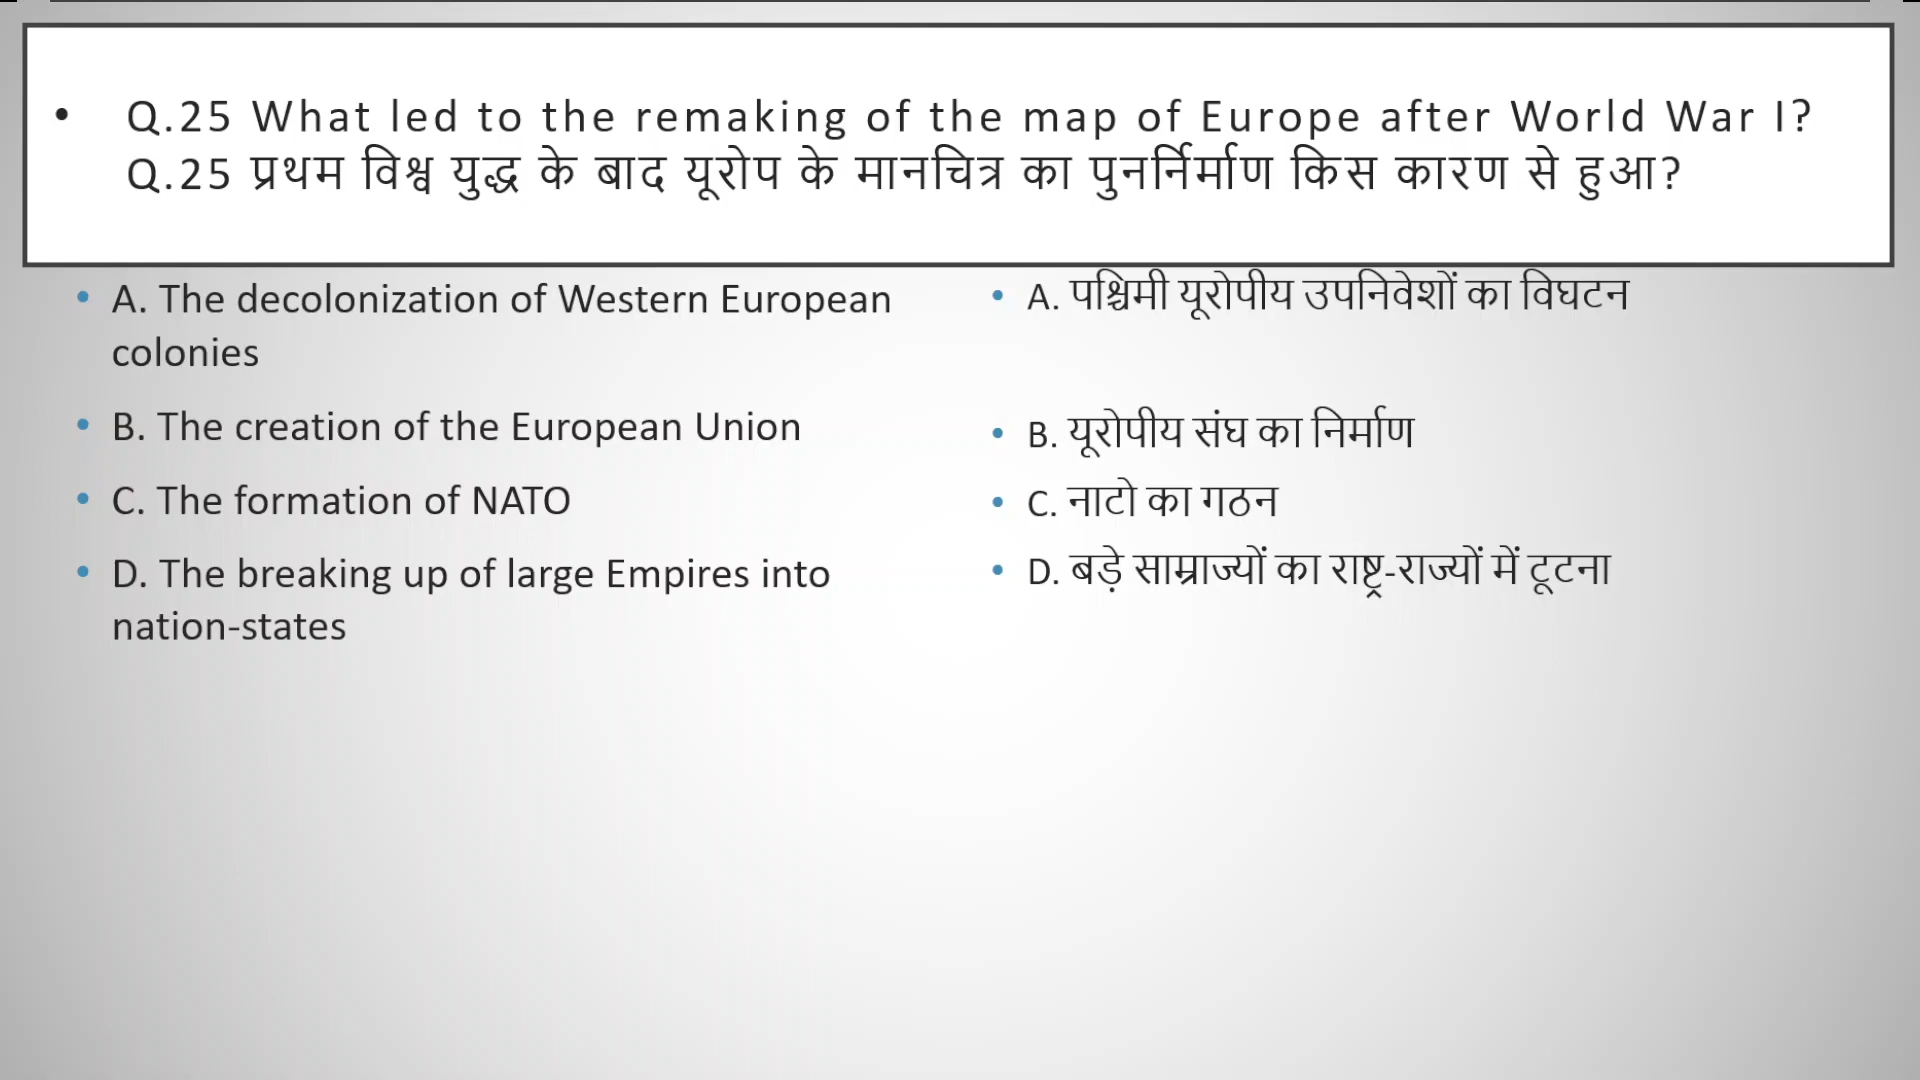 • Q.25 What led to the remaking of the map of Europe after World War I?
Q.25 प्रथम विश्व युद्ध के बाद यूरोप के मानचित्र का पुनर्निर्माण किस कारण से हुआ?
• A. The decolonization of Western European
colonies
• B. The creation of the European Union
• C. The formation of NATO
• D. The breaking up of large Empires into
nation-states
• A. पश्चिमी यूरोपीय उपनिवेशों का विघटन
• B. यूरोपीय संघ का निर्माण
• C. नाटो का गठन
• D. बड़े साम्राज्यों का राष्ट्र-राज्यों में टूटना